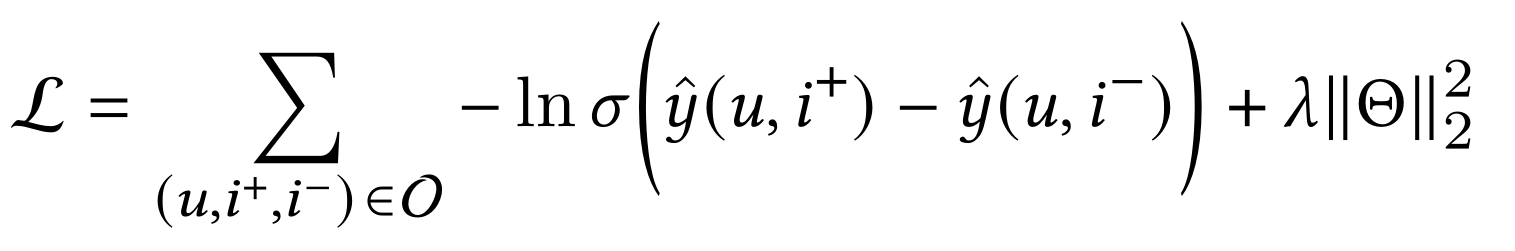 ℒ = ∑_{(u,i⁺,i⁻)∈𝒪} − ln σ(ŷ(u, i⁺) − ŷ(u, i⁻)) + λ‖Θ‖₂²